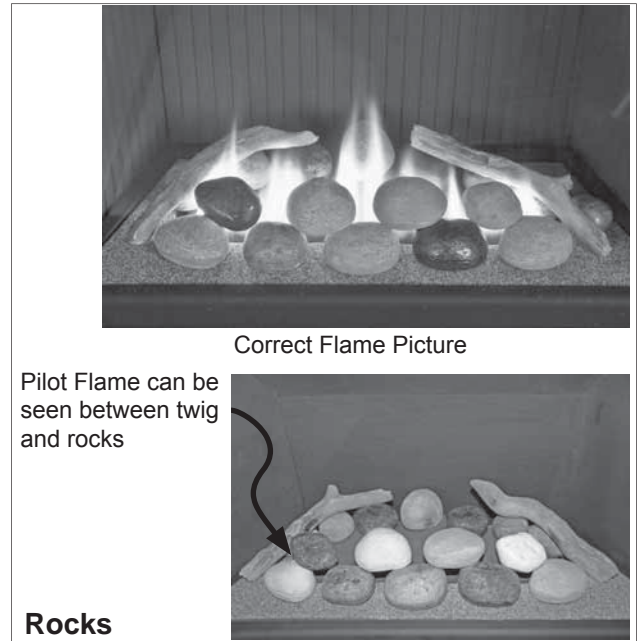 Correct Flame Picture
Pilot Flame can be
seen between twig
and rocks
Rocks